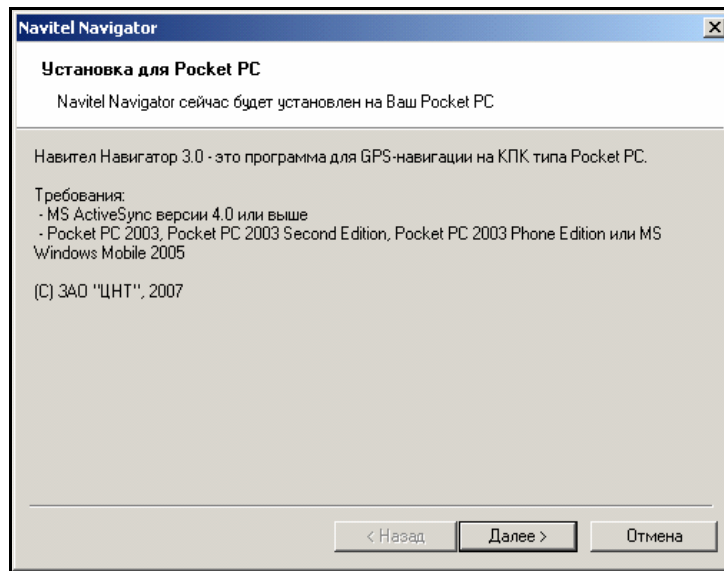 Navitel Navigator
Установка для Pocket PC
Navitel Navigator сейчас будет установлен на Ваш Pocket PC
Навител Навигатор 3.0 - это программа для GPS-навигации на КПК типа Pocket PC.
Требования:
- MS ActiveSync версии 4.0 или выше
- Pocket PC 2003, Pocket PC 2003 Second Edition, Pocket PC 2003 Phone Edition или MS
Windows Mobile 2005
(C) ЗАО "ЦНТ", 2007
< Назад Далее > Отмена